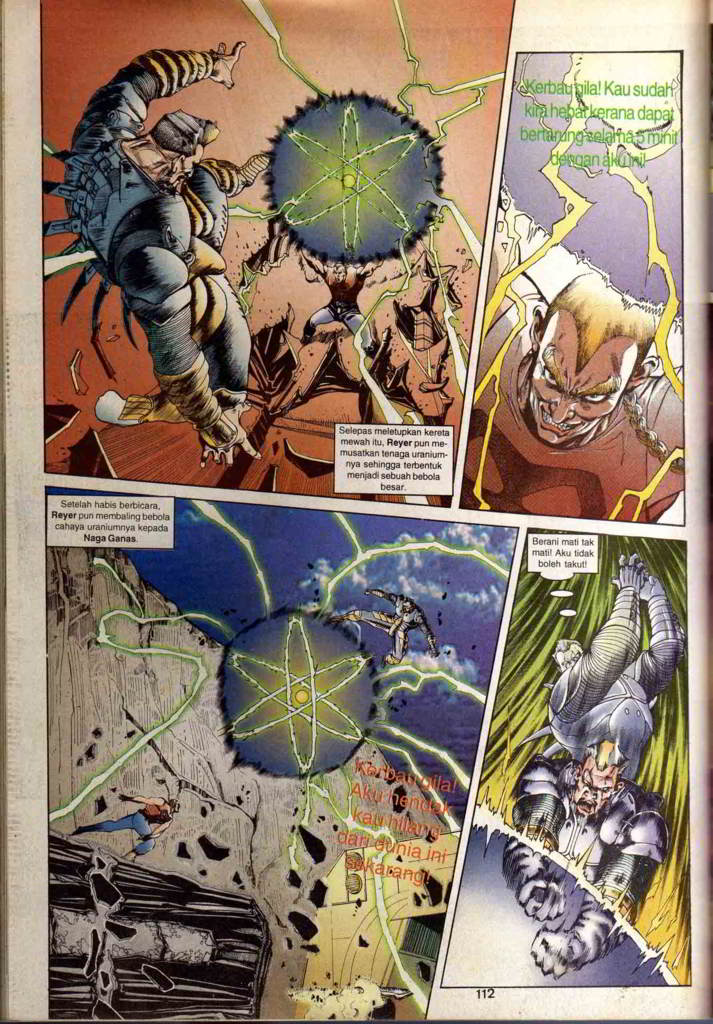 Selepas meletupkan kereta
mewah itu, Reyer pun me-
musatkan tenaga uranium-
nya sehingga terbentuk
menjadi sebuah bebola
besar.
Kerbau gila! Kau sudah
kira hebat kerana dapat
bertarung selama 5 minit
dengan aku ini!
Setelah habis berbicara,
Reyer pun membaling bebola
cahaya uraniumnya kepada
Naga Ganas.
Kerbau gila!
Aku hendak
kau hilang
dari dunia ini
sekarang!
Berani mati tak
mati! Aku tidak
boleh takut!
112